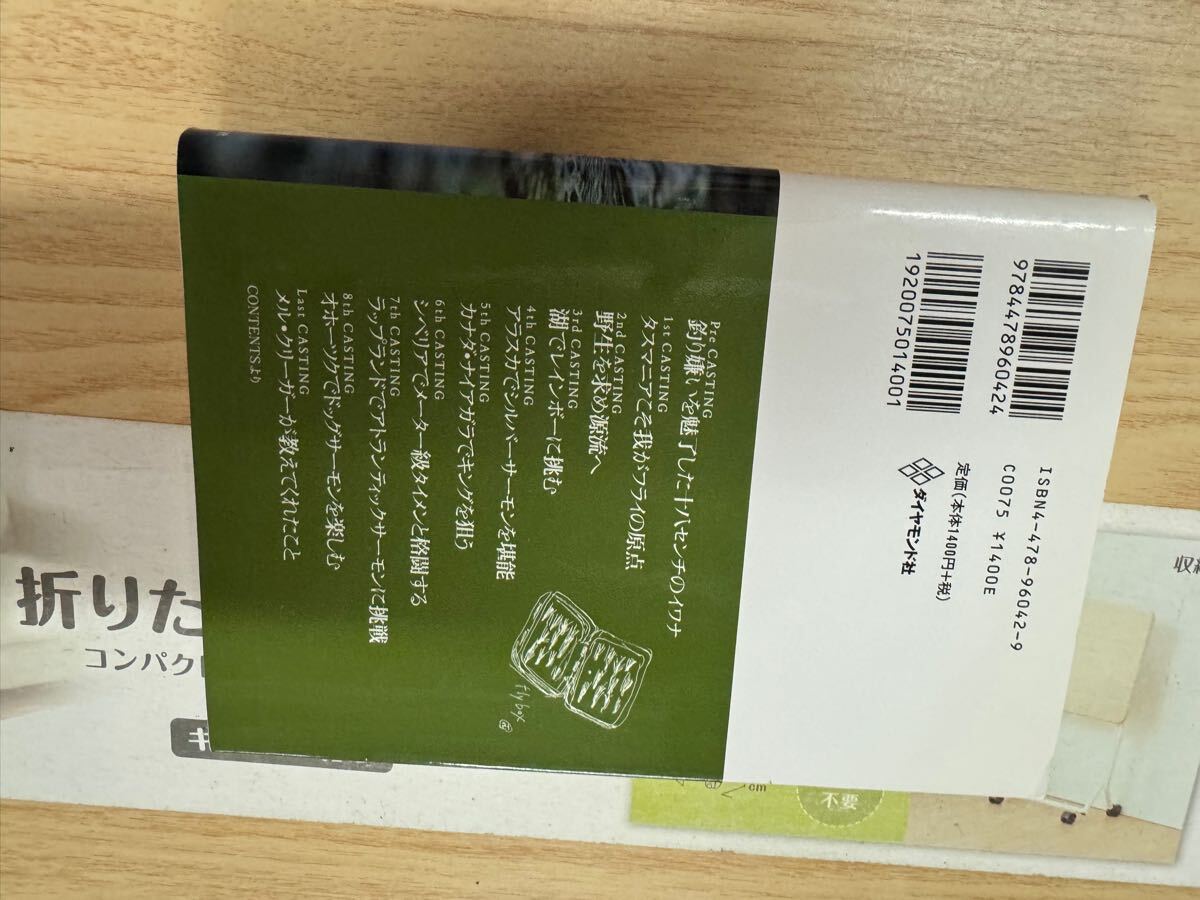 9784478960424
1920075014001
ISBN4-478-96042-9
C0075 ¥1400E
定価(本体1400円+税)
ダイヤモンド社
Pre CASTING
釣り嫌いを魅了した十八センチのイワナ
1st CASTING
タスマニアこそ我がフライの原点
2nd CASTING
野生を求め源流へ
3rd CASTING
湖でレインボーに挑む
4th CASTING
アラスカでシルバーサーモンを堪能
5th CASTING
カナダ・ナイアガラでキングを狙う
6th CASTING
シベリアでメーター級タイメンと格闘する
7th CASTING
ラップランドでアトランティックサーモンに挑戦
8th CASTING
オホーツクでドッグサーモンを楽しむ
Last CASTING
メル・クリーガーが教えてくれたこと
CONTENTSより
fly box
折りた
コンパク
キ
収納
cm
不要